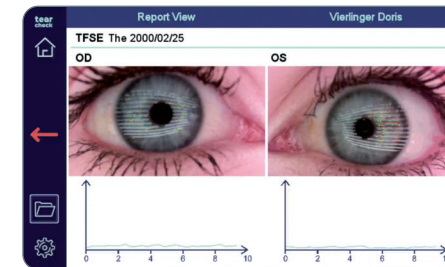 tear
check
Report View
Vierlinger Doris
TFSE The 2000/02/25
OD
OS
0 2 4 6 8 10
0 2 4 6 8